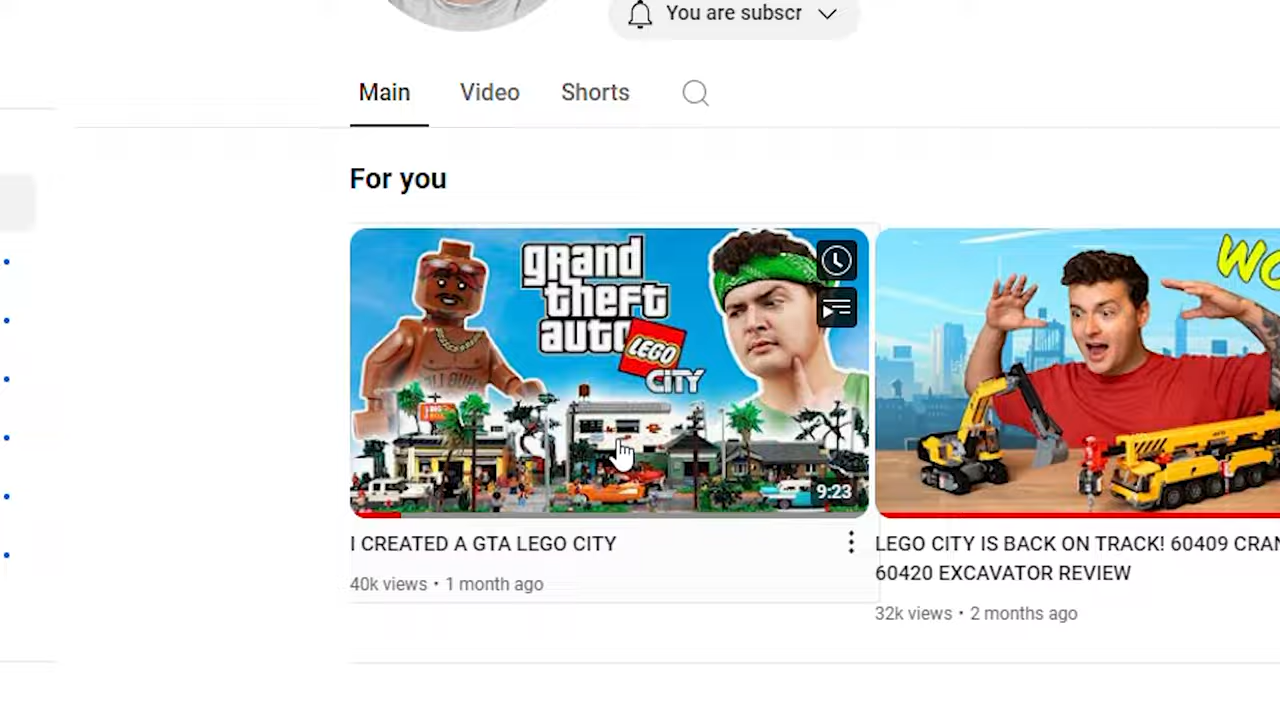 You are subscr
Main Video Shorts
For you
grand
theft
auto
LEGO
CITY
9:23
I CREATED A GTA LEGO CITY
40k views • 1 month ago
WO
LEGO CITY IS BACK ON TRACK! 60409 CRAN
60420 EXCAVATOR REVIEW
32k views • 2 months ago